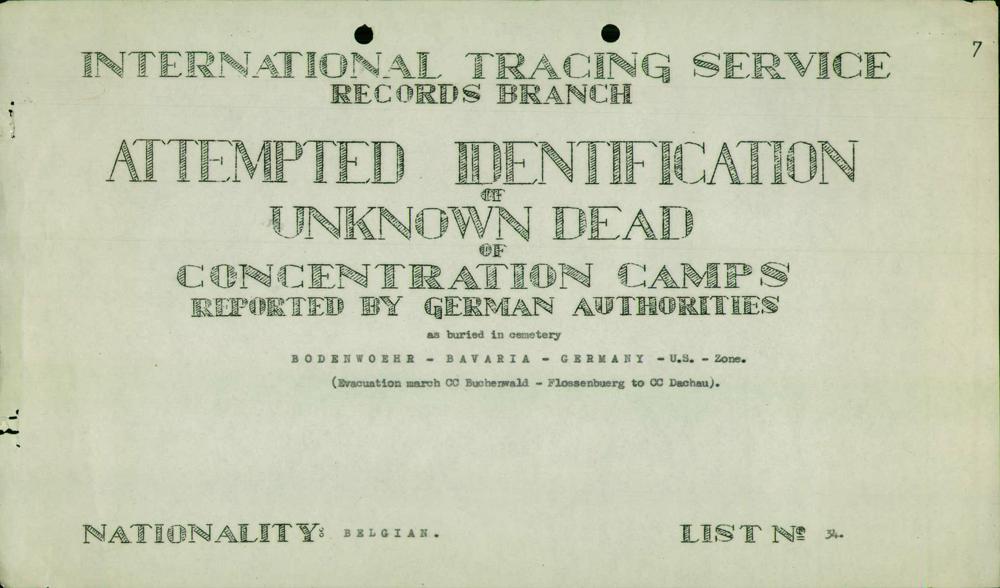 7
INTERNATIONAL TRACING SERVICE
RECORDS BRANCH
ATTEMPTED IDENTIFICATION
OF
UNKNOWN DEAD
OF
CONCENTRATION CAMPS
REPORTED BY GERMAN AUTHORITIES
as buried in cemetery
BODENWOEHR - BAVARIA - GERMANY - U.S. - Zone.
(Evacuation march CC Buchenwald - Flossenbuerg to CC Dachau).
NATIONALITY: BELGIAN. LIST Nº 34.